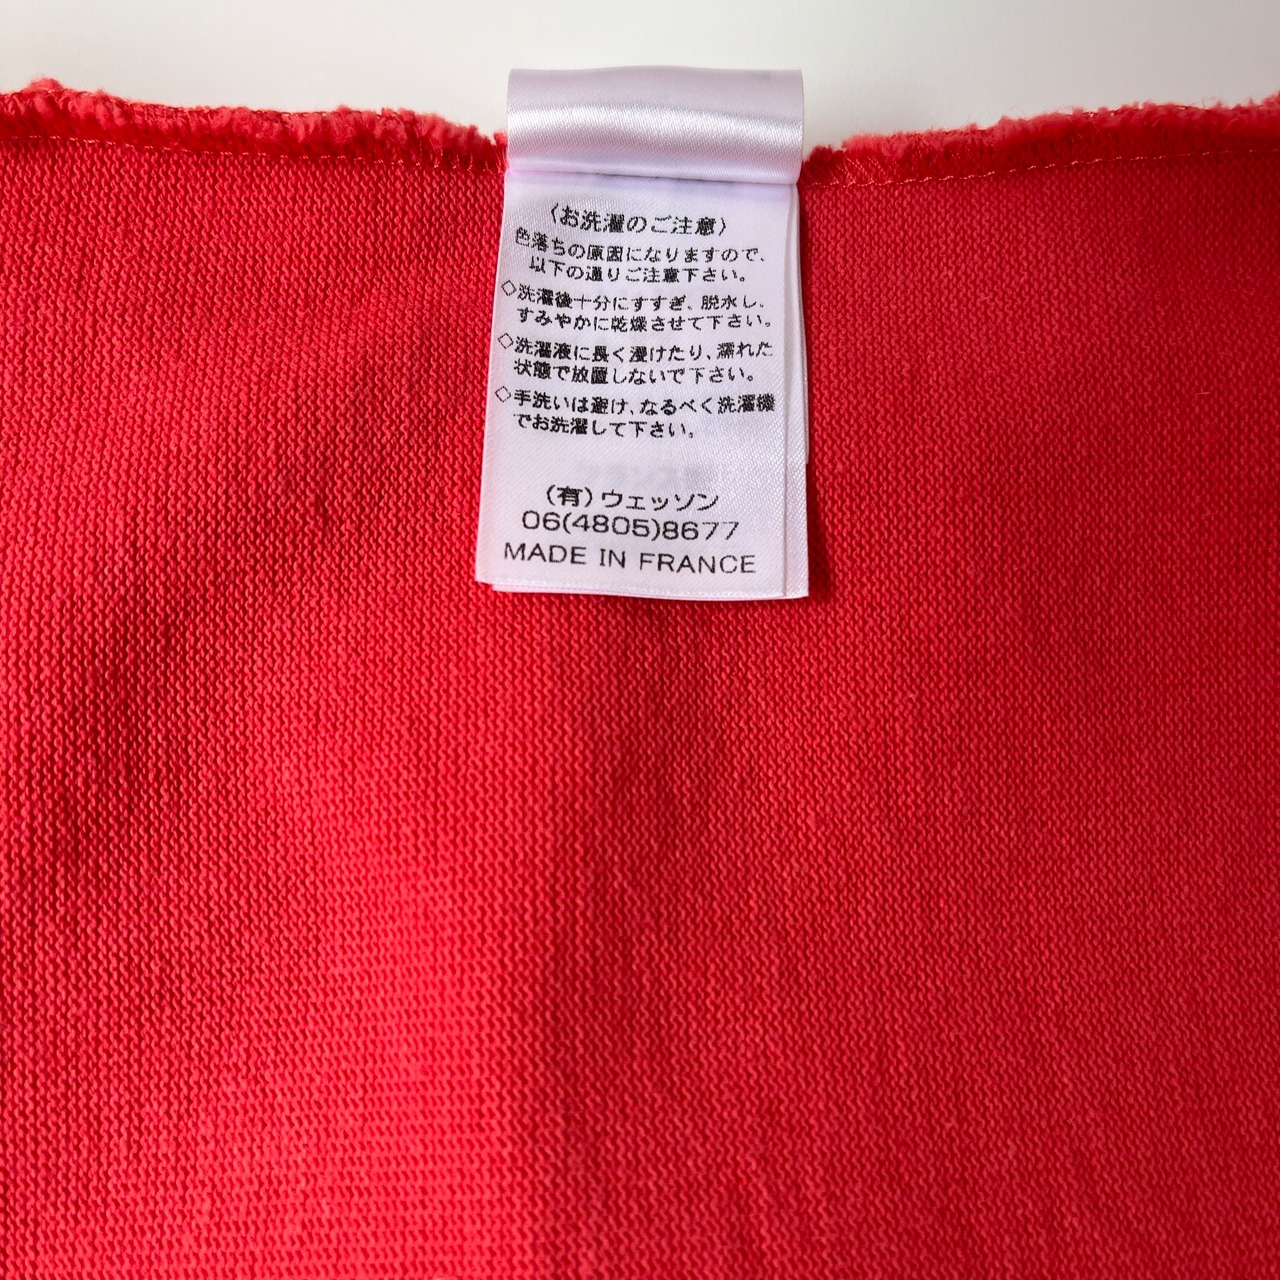 〈お洗濯のご注意〉
色落ちの原因になりますので、
以下の通りご注意下さい。
◇洗濯後十分にすすぎ、脱水し、
すみやかに乾燥させて下さい。
◇洗濯液に長く浸けたり、濡れた
状態で放置しないで下さい。
◇手洗いは避け、なるべく洗濯機
でお洗濯して下さい。
(有)ウェッソン
06(4805)8677
MADE IN FRANCE